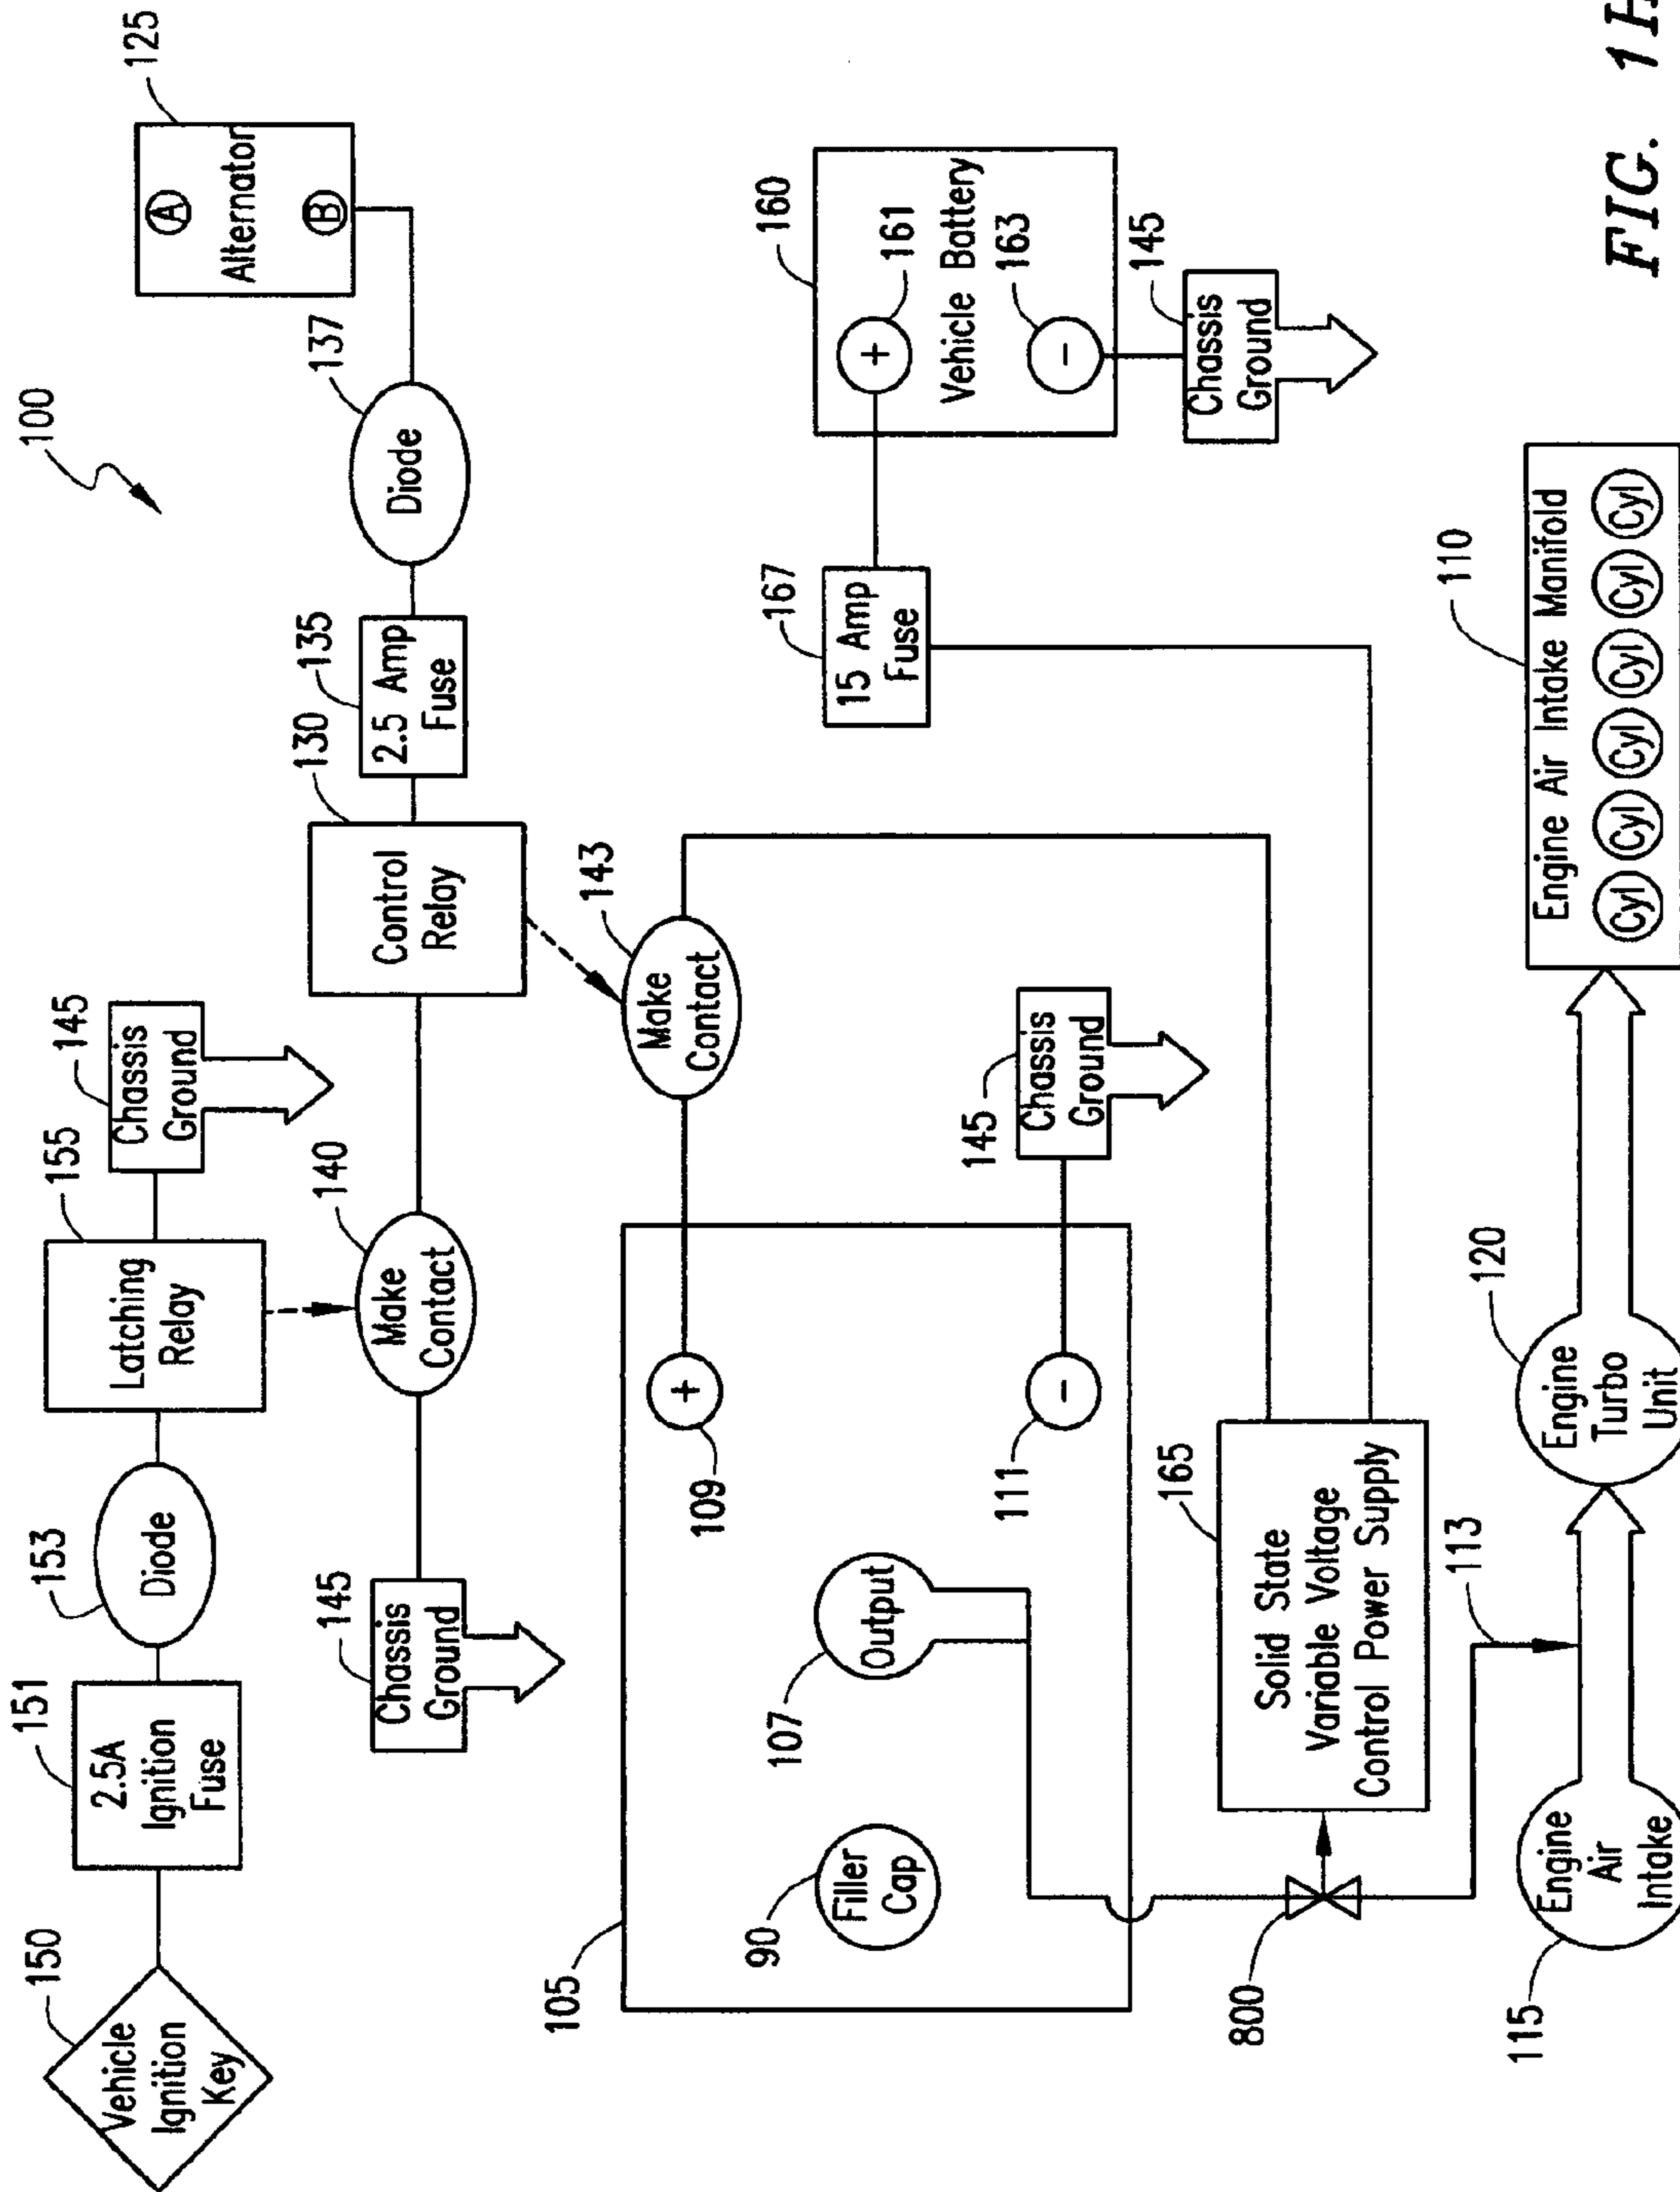 100
150
Vehicle
Ignition
Key
151
2.5A
Ignition
Fuse
153
Diode
155
Latching
Relay
145
Chassis
Ground
125
A
Alternator
B
145
Chassis
Ground
140
Make
Contact
130
Control
Relay
135
2.5 Amp
Fuse
137
Diode
143
Make
Contact
105
90
Filler
Cap
107
Output
+
109
-
111
145
Chassis
Ground
167
15 Amp
Fuse
160
+
161
Vehicle Battery
-
163
145
Chassis
Ground
165
Solid State
Variable Voltage
Control Power Supply
800
113
115
Engine
Air
Intake
120
Engine
Turbo
Unit
110
Engine Air Intake Manifold
Cyl Cyl Cyl Cyl Cyl Cyl
FIG. 1H